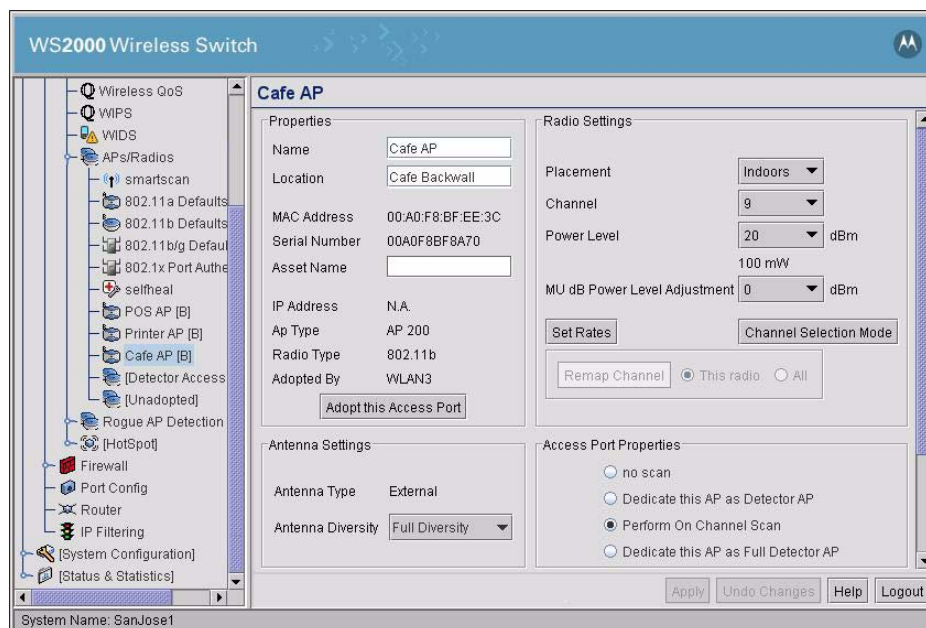 WS2000 Wireless Switch
Wireless QoS
WIPS
WIDS
APs/Radios
smartscan
802.11a Defaults
802.11b Defaults
802.11b/g Defaul
802.1x Port Authe
selfheal
POS AP [B]
Printer AP [B]
Cafe AP [B]
[Detector Access
[Unadopted]
Rogue AP Detection
[HotSpot]
Firewall
Port Config
Router
IP Filtering
[System Configuration]
[Status & Statistics]
Cafe AP
Properties
Name Cafe AP
Location Cafe Backwall
MAC Address 00:A0:F8:BF:EE:3C
Serial Number 00A0F8BF8A70
Asset Name
IP Address N.A.
Ap Type AP 200
Radio Type 802.11b
Adopted By WLAN3
Adopt this Access Port
Antenna Settings
Antenna Type External
Antenna Diversity Full Diversity
Radio Settings
Placement Indoors
Channel 9
Power Level 20 dBm
100 mW
MU dB Power Level Adjustment 0 dBm
Set Rates Channel Selection Mode
Remap Channel This radio All
Access Port Properties
no scan
Dedicate this AP as Detector AP
Perform On Channel Scan
Dedicate this AP as Full Detector AP
Apply Undo Changes Help Logout
System Name: SanJose1